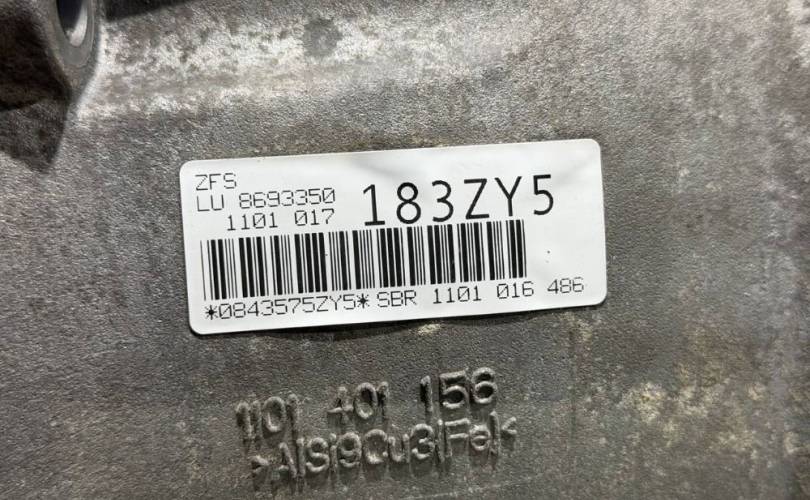 ZFS
LU 8693350
1101 017
183ZY5
*0843575ZY5* SBR 1101 016 486
1101 401 156
>AlSi9Cu3(Fe)<